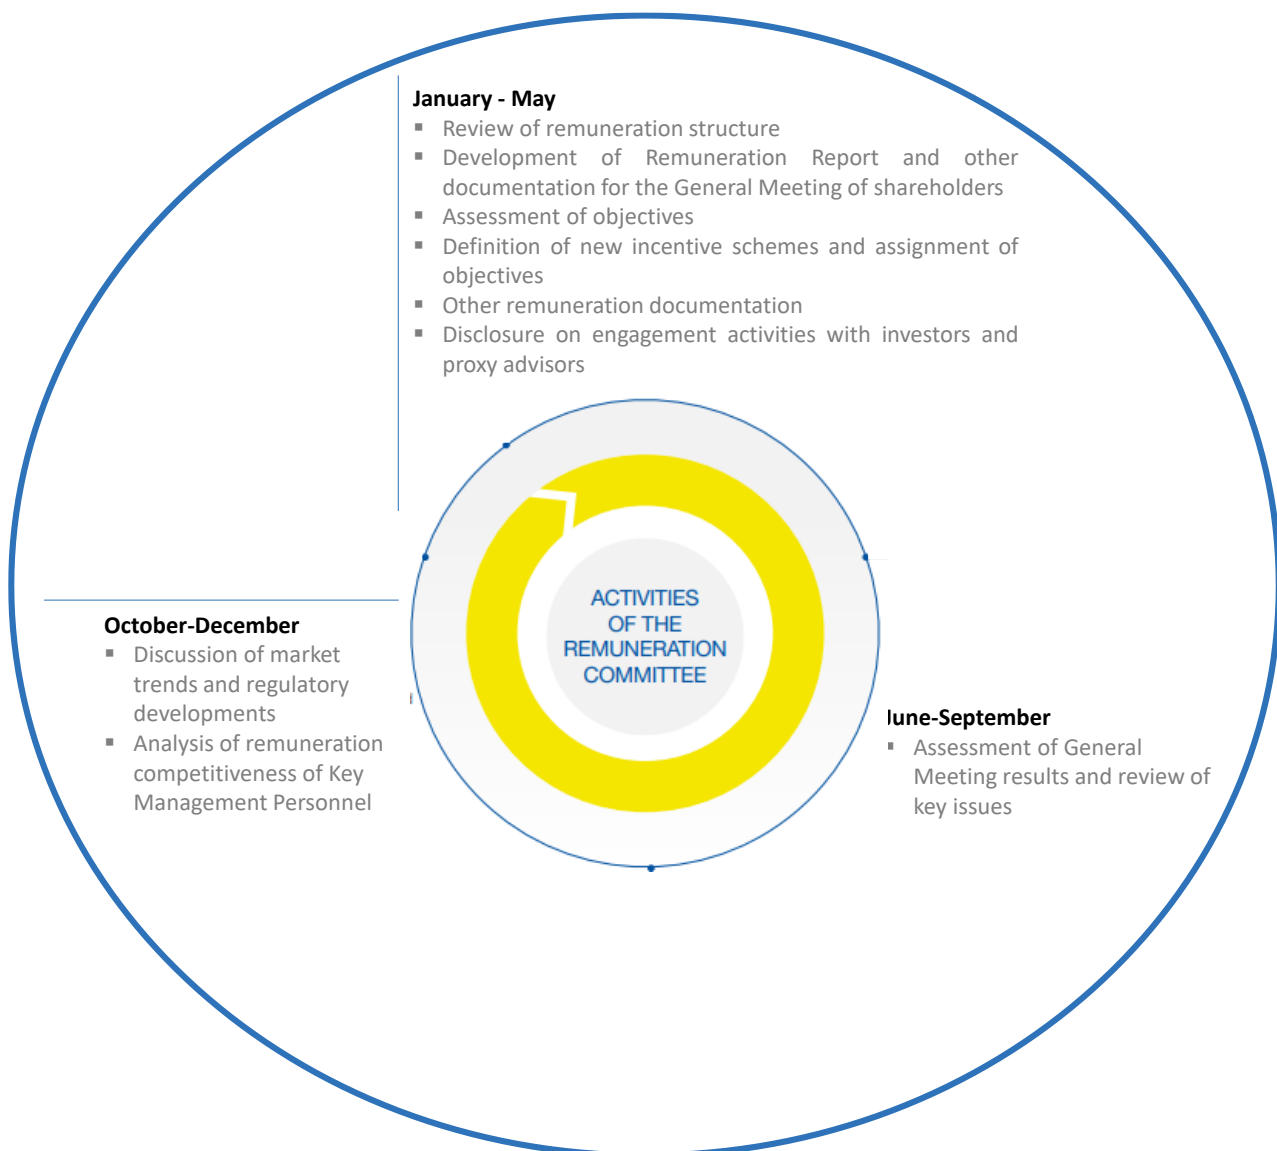 January - May
▪ Review of remuneration structure
▪ Development of Remuneration Report and other
documentation for the General Meeting of shareholders
▪ Assessment of objectives
▪ Definition of new incentive schemes and assignment of
objectives
▪ Other remuneration documentation
▪ Disclosure on engagement activities with investors and
proxy advisors
ACTIVITIES
OF THE
REMUNERATION
COMMITTEE
October-December
▪ Discussion of market
trends and regulatory
developments
▪ Analysis of remuneration
competitiveness of Key
Management Personnel
June-September
▪ Assessment of General
Meeting results and review of
key issues